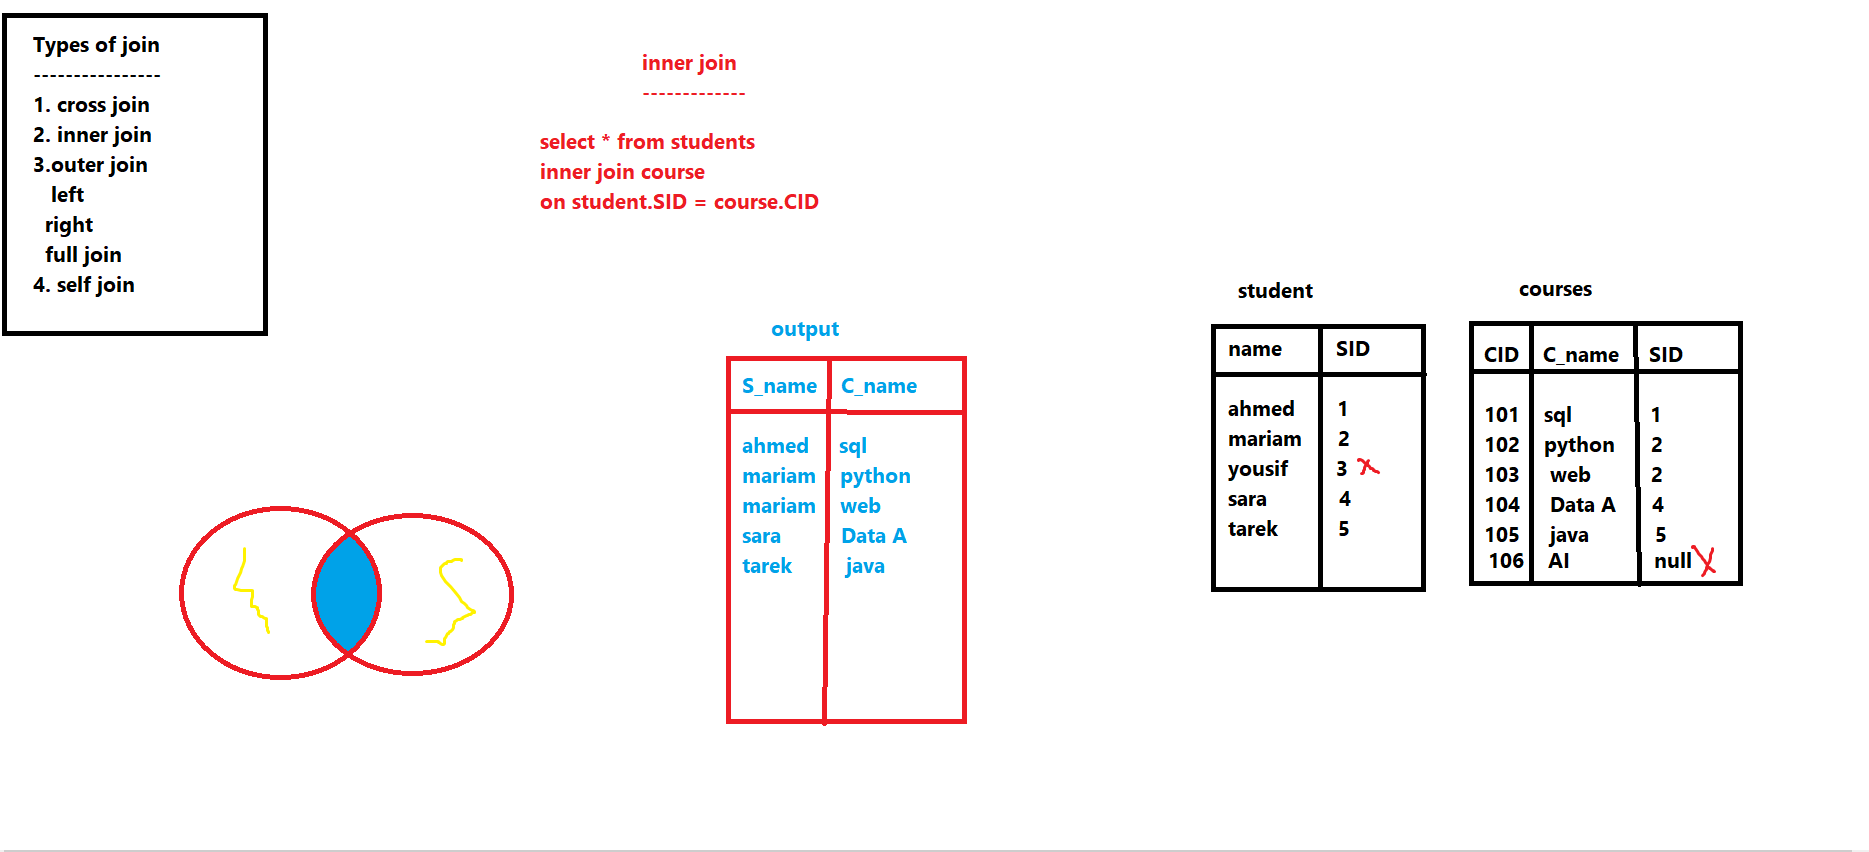 Types of join
----------------
1. cross join
2. inner join
3.outer join
left
right
full join
4. self join
inner join
-------------
select * from students
inner join course
on student.SID = course.CID
output
S_name C_name
ahmed sql
mariam python
mariam web
sara Data A
tarek java
student
name SID
ahmed 1
mariam 2
yousif 3
sara 4
tarek 5
courses
CID C_name SID
101 sql 1
102 python 2
103 web 2
104 Data A 4
105 java 5
106 AI null